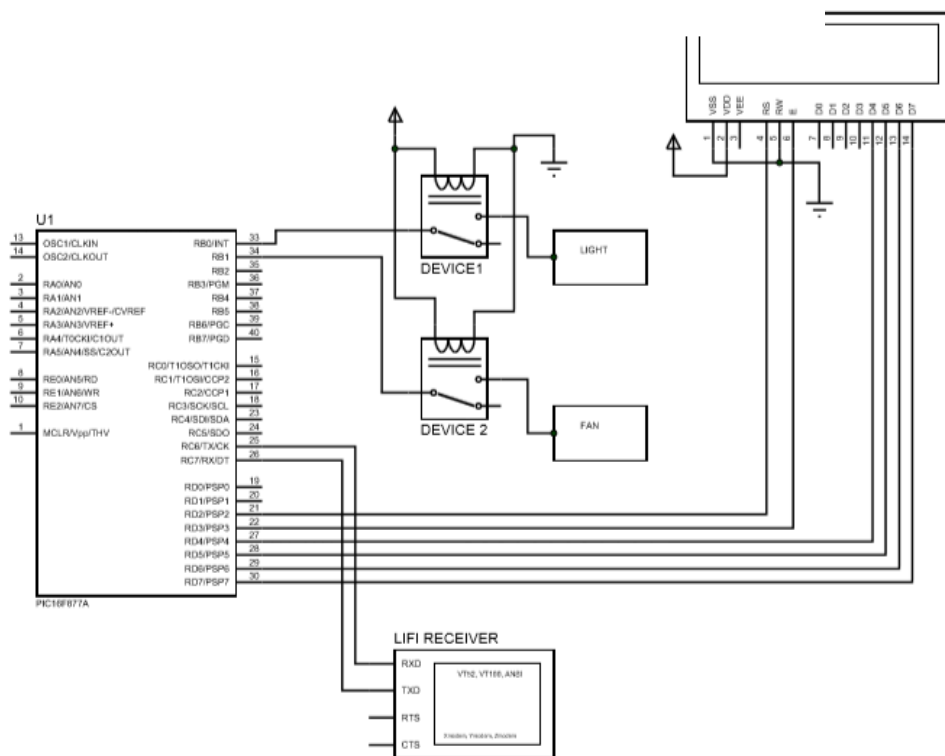 VSS
VDD
VEE
RS
RW
E
D0
D1
D2
D3
D4
D5
D6
D7
1
2
3
4
5
6
7
8
9
10
11
12
13
14
U1
13 OSC1/CLKIN RB0/INT 33
14 OSC2/CLKOUT RB1 34
RB2 35
2 RA0/AN0 RB3/PGM 36
3 RA1/AN1 RB4 37
4 RA2/AN2/VREF-/CVREF RB5 38
5 RA3/AN3/VREF+ RB6/PGC 39
6 RA4/T0CKI/C1OUT RB7/PGD 40
7 RA5/AN4/SS/C2OUT
RC0/T1OSO/T1CKI 15
8 RE0/AN5/RD RC1/T1OSI/CCP2 16
9 RE1/AN6/WR RC2/CCP1 17
10 RE2/AN7/CS RC3/SCK/SCL 18
RC4/SDI/SDA 23
1 MCLR/Vpp/THV RC5/SDO 24
RC6/TX/CK 25
RC7/RX/DT 26
RD0/PSP0 19
RD1/PSP1 20
RD2/PSP2 21
RD3/PSP3 22
RD4/PSP4 27
RD5/PSP5 28
RD6/PSP6 29
RD7/PSP7 30
PIC16F877A
DEVICE1
LIGHT
DEVICE 2
FAN
LIFI RECEIVER
RXD
TXD
RTS
CTS
VT52, VT100, ANSI
Xmodem, Ymodem, Zmodem